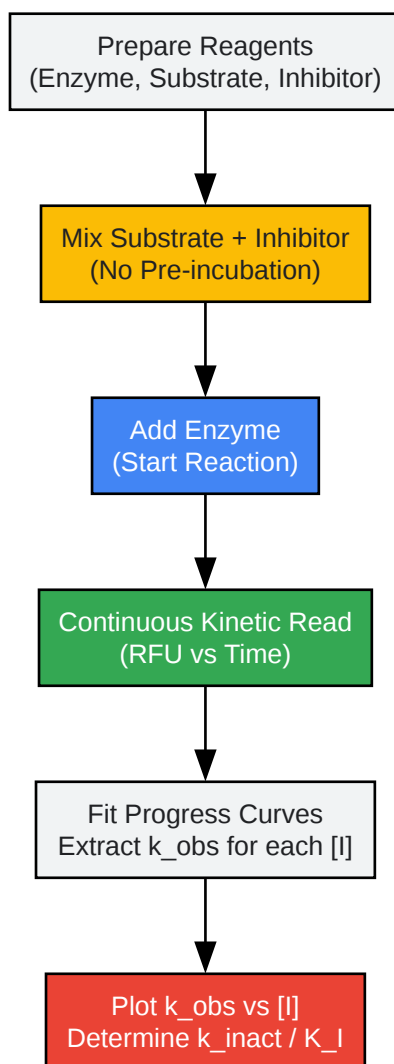 Prepare Reagents
(Enzyme, Substrate, Inhibitor)
Mix Substrate + Inhibitor
(No Pre-incubation)
Add Enzyme
(Start Reaction)
Continuous Kinetic Read
(RFU vs Time)
Fit Progress Curves
Extract k_obs for each [I]
Plot k_obs vs [I]
Determine k_inact / K_I